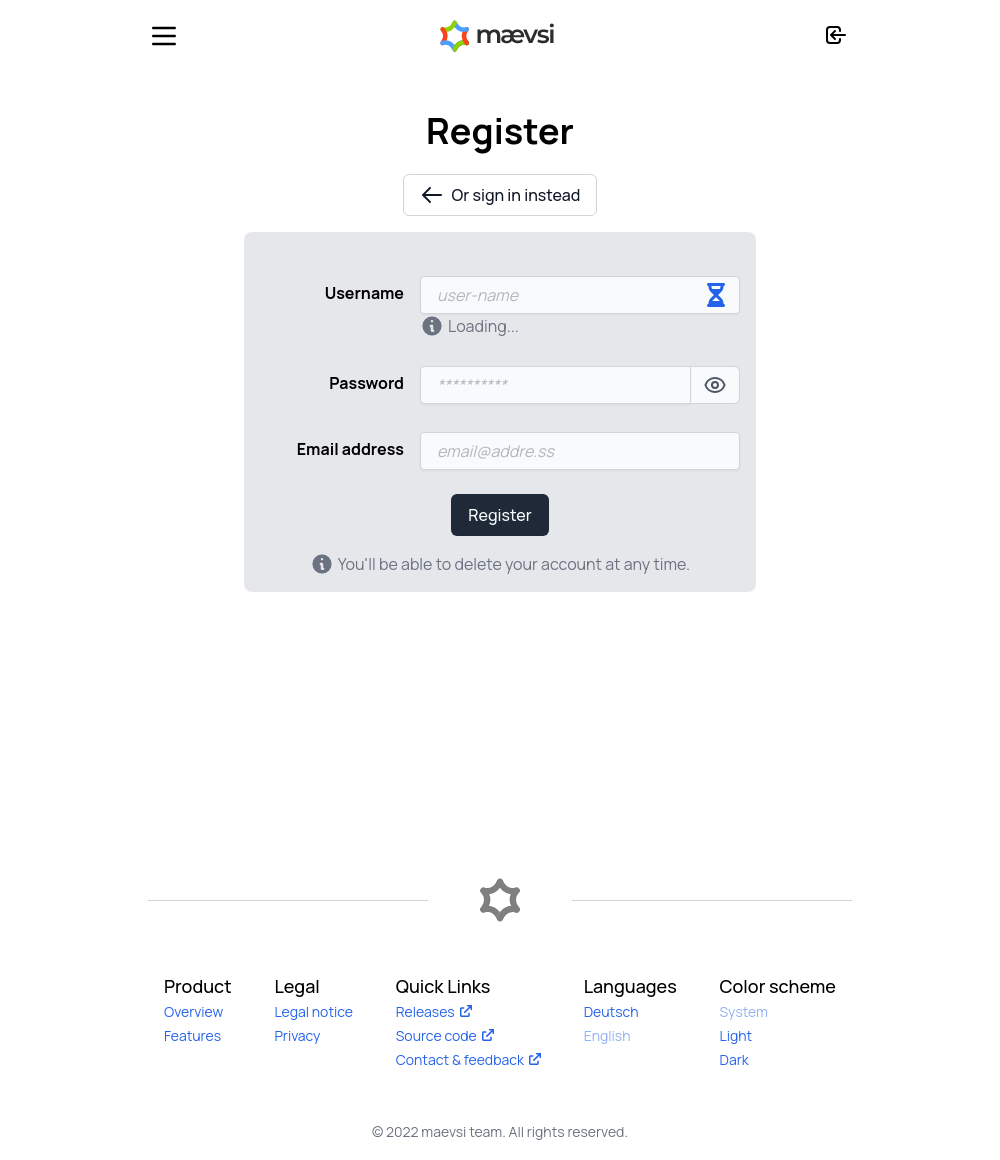 mævsi
Register
Or sign in instead
Username
user-name
Loading...
Password
**********
Email address
email@addre.ss
Register
You'll be able to delete your account at any time.
Product
Overview
Features
Legal
Legal notice
Privacy
Quick Links
Releases
Source code
Contact & feedback
Languages
Deutsch
English
Color scheme
System
Light
Dark
© 2022 maevsi team. All rights reserved.